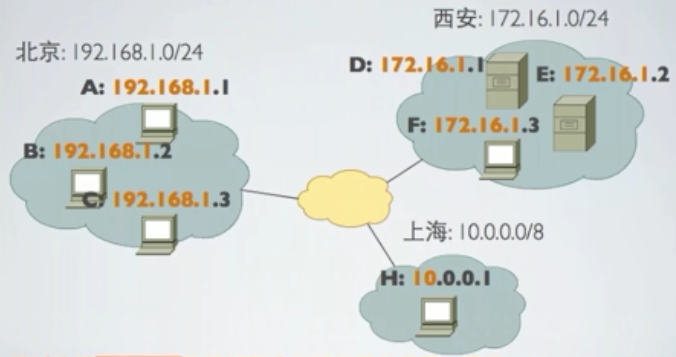 西安: 172.16.1.0/24
北京: 192.168.1.0/24
D: 172.16.1.1
E: 172.16.1.2
A: 192.168.1.1
F: 172.16.1.3
B: 192.168.1.2
C: 192.168.1.3
上海: 10.0.0.0/8
H: 10.0.0.1